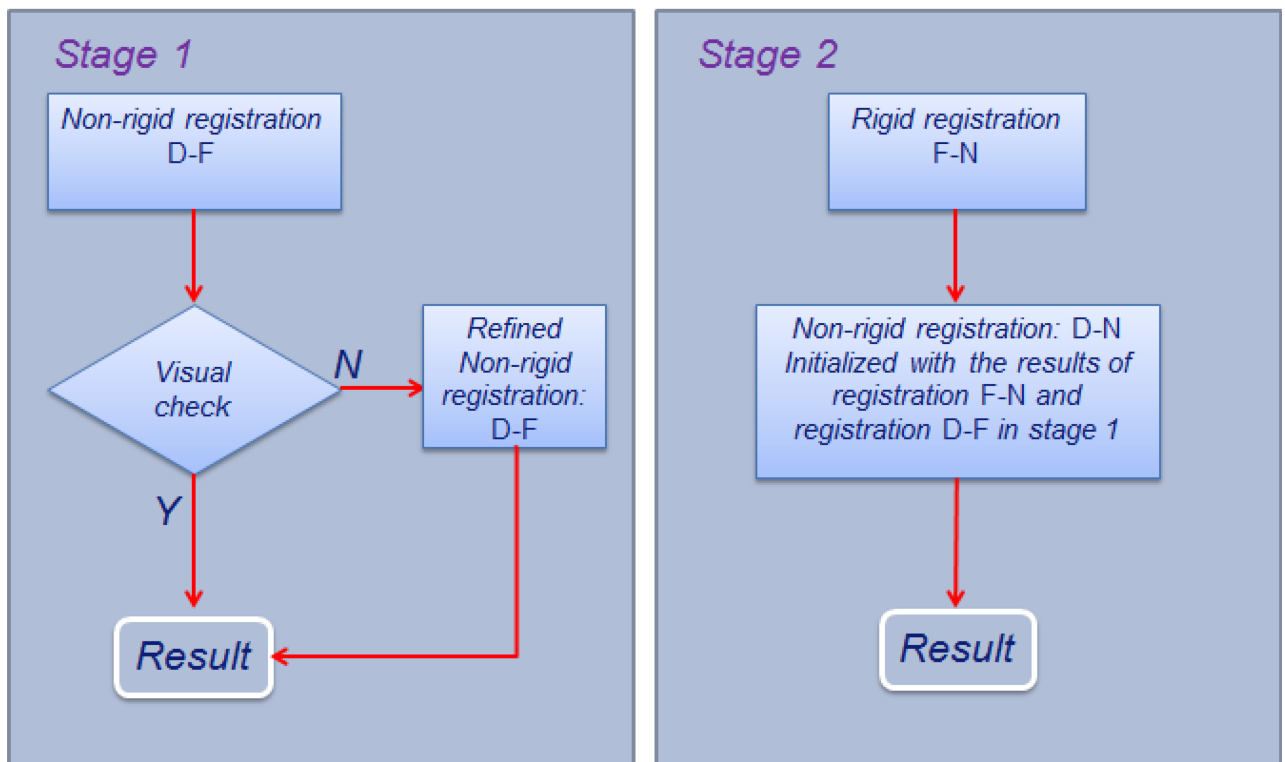 Stage 1
Non-rigid registration
D-F
Visual
check
N
Refined
Non-rigid
registration:
D-F
Y
Result
Stage 2
Rigid registration
F-N
Non-rigid registration: D-N
Initialized with the results of
registration F-N and
registration D-F in stage 1
Result